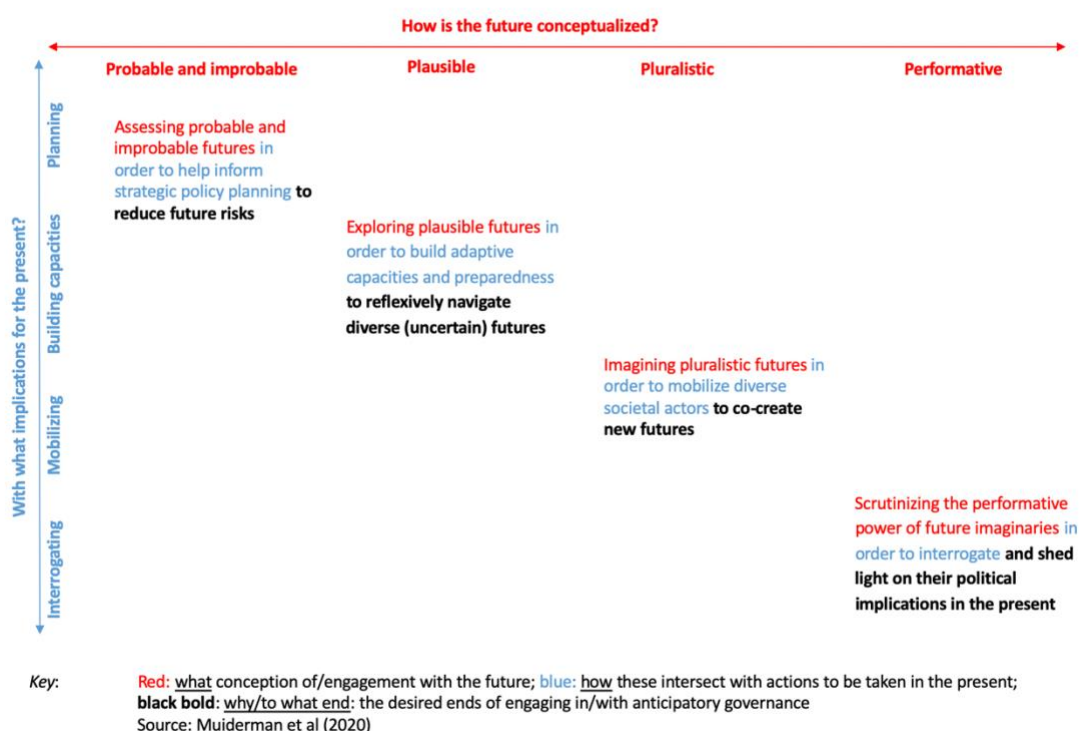 How is the future conceptualized?
Probable and improbable
Plausible
Pluralistic
Performative
With what implications for the present?
Planning
Building capacities
Mobilizing
Interrogating
Assessing probable and
improbable futures in
order to help inform
strategic policy planning to
reduce future risks
Exploring plausible futures in
order to build adaptive
capacities and preparedness
to reflexively navigate
diverse (uncertain) futures
Imagining pluralistic futures in
order to mobilize diverse
societal actors to co-create
new futures
Scrutinizing the performative
power of future imaginaries in
order to interrogate and shed
light on their political
implications in the present
Key:
Red: what conception of/engagement with the future; blue: how these intersect with actions to be taken in the present;
black bold: why/to what end: the desired ends of engaging in/with anticipatory governance
Source: Muiderman et al (2020)